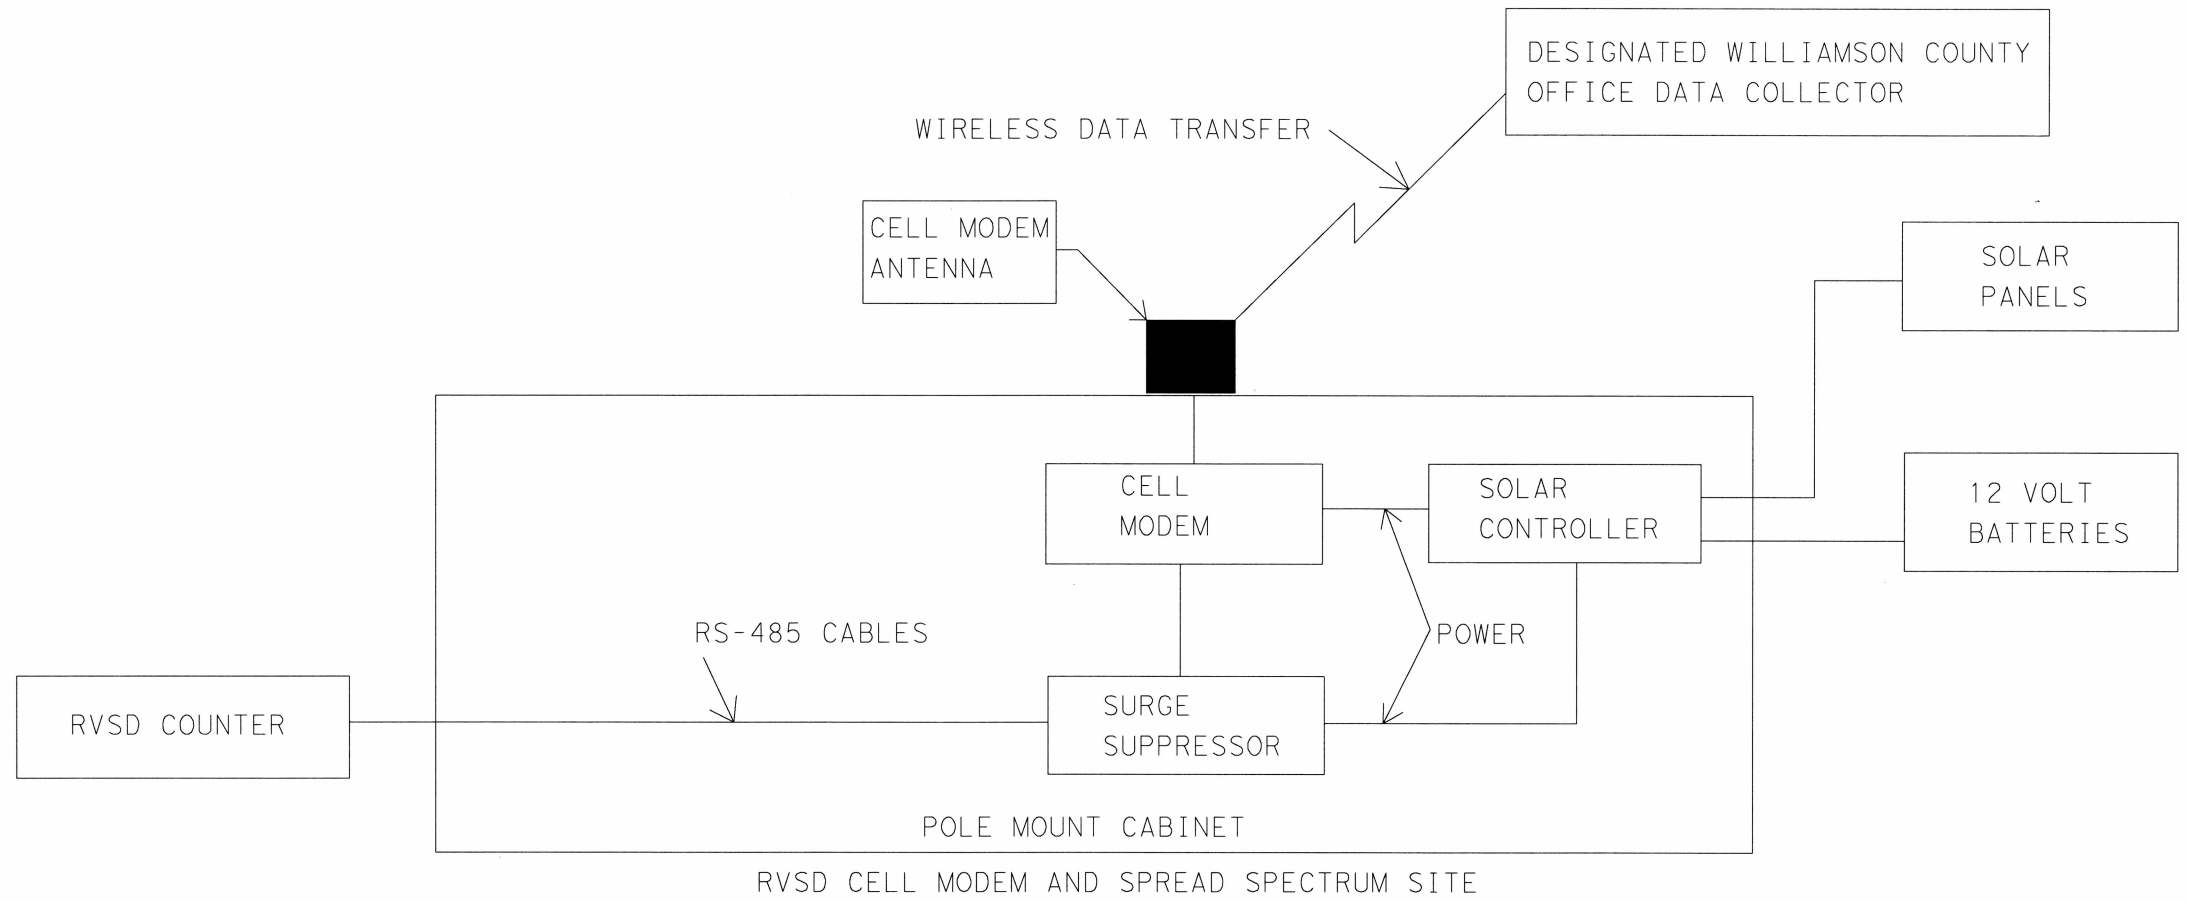 DESIGNATED WILLIAMSON COUNTY
OFFICE DATA COLLECTOR
WIRELESS DATA TRANSFER
CELL MODEM
ANTENNA
SOLAR
PANELS
CELL
MODEM
SOLAR
CONTROLLER
12 VOLT
BATTERIES
RS-485 CABLES
POWER
RVSD COUNTER
SURGE
SUPPRESSOR
POLE MOUNT CABINET
RVSD CELL MODEM AND SPREAD SPECTRUM SITE